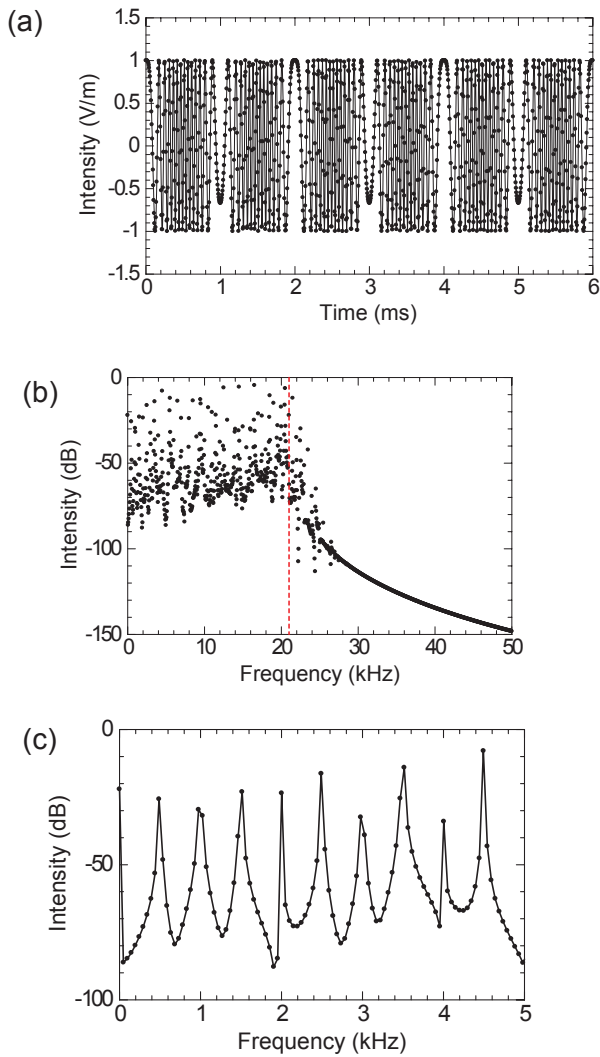 (a)
Intensity (V/m)
1.5
1
0.5
0
-0.5
-1
-1.5
0 1 2 3 4 5 6
Time (ms)
(b)
Intensity (dB)
0
-50
-100
-150
0 10 20 30 40 50
Frequency (kHz)
(c)
Intensity (dB)
0
-50
-100
0 1 2 3 4 5
Frequency (kHz)